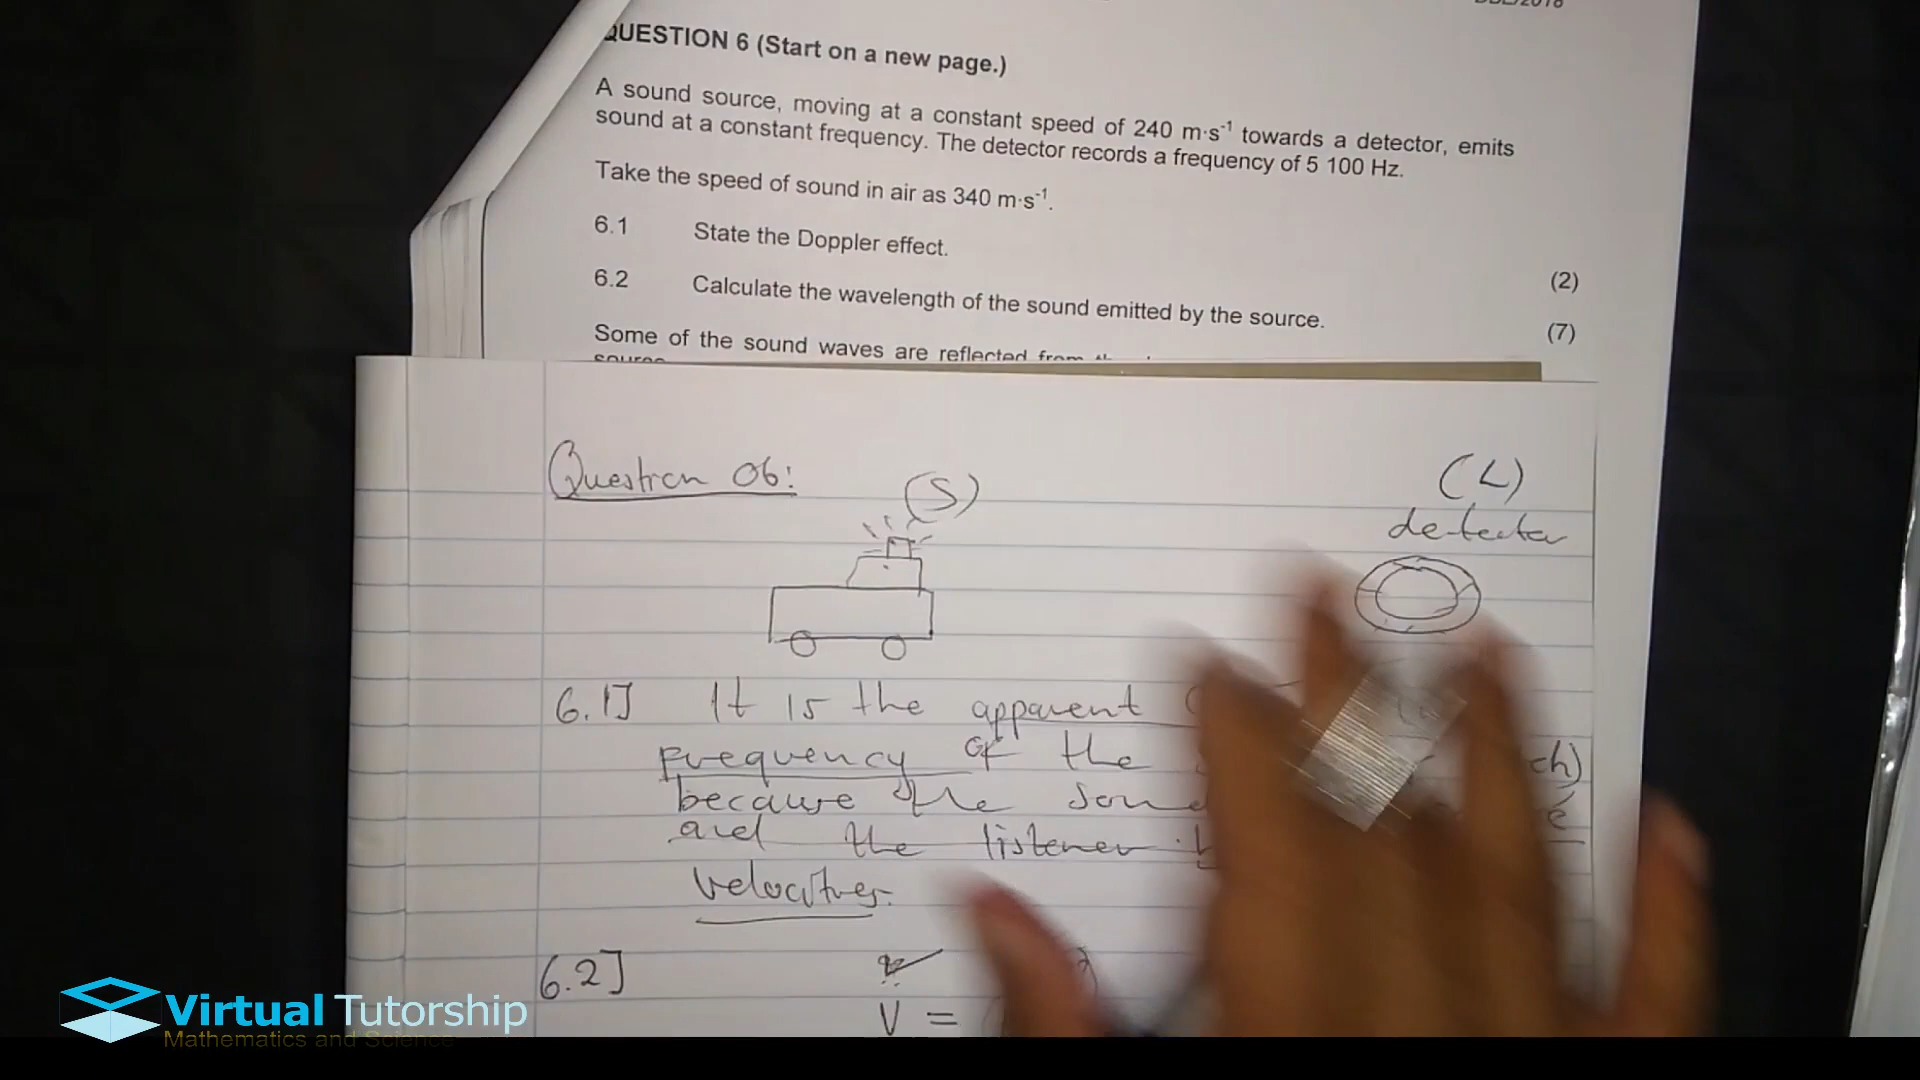 QUESTION 6 (Start on a new page.)
A sound source, moving at a constant speed of 240 m·s⁻¹ towards a detector, emits
sound at a constant frequency. The detector records a frequency of 5 100 Hz.
Take the speed of sound in air as 340 m·s⁻¹.
6.1 State the Doppler effect.
(2)
6.2 Calculate the wavelength of the sound emitted by the source.
(7)
Some of the sound waves are reflected from
source
Question 06:
(S)
(L)
detector
6.1] It is the apparent
frequency of the ch)
because the
and the listener
velocities.
6.2]
V =
Virtual Tutorship
Mathematics and Science